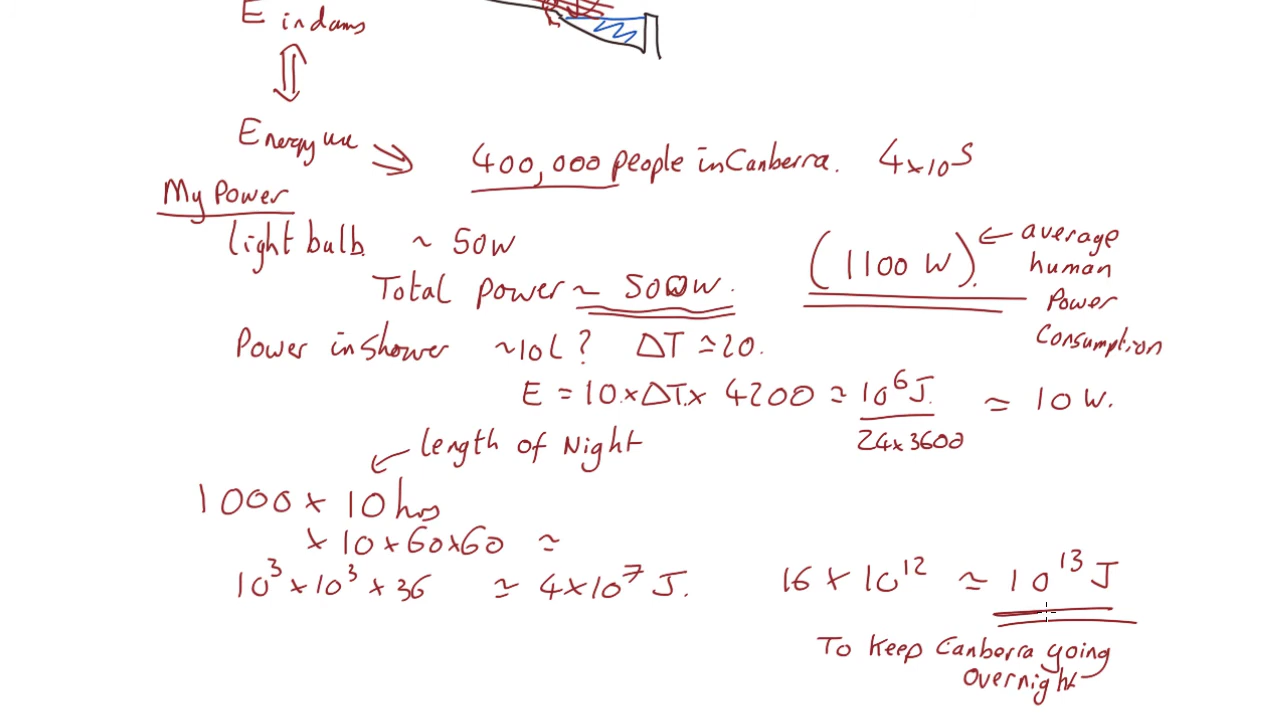 E in dams
Energy use
400,000 people in Canberra. 4×10⁵
My Power
light bulb ~ 50W
(1100 W).
average
human
Power
Consumption
Total power ~ 500W.
Power in Shower ~10L? ΔT ≃ 20.
E = 10 × ΔT × 4200 ≃ 10⁶J. ≃ 10 W.
24×3600
length of Night
1000 × 10 hrs
× 10 × 60 × 60 ≃
10³ × 10³ × 36 ≃ 4×10⁷ J.
16 × 10¹² ≃ 10¹³ J
To Keep Canberra going
overnight